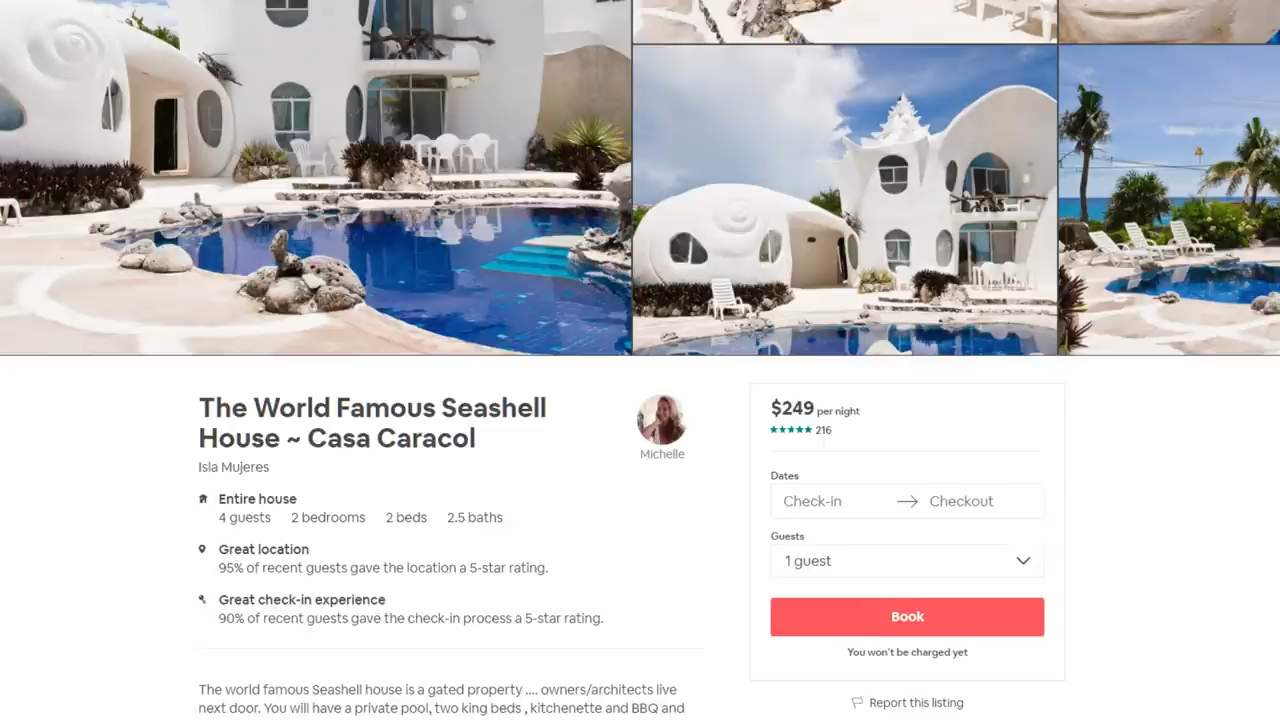 The World Famous Seashell
House ~ Casa Caracol
Isla Mujeres
Michelle
Entire house
4 guests 2 bedrooms 2 beds 2.5 baths
Great location
95% of recent guests gave the location a 5-star rating.
Great check-in experience
90% of recent guests gave the check-in process a 5-star rating.
The world famous Seashell house is a gated property .... owners/architects live
next door. You will have a private pool, two king beds , kitchenette and BBQ and
$249 per night
216
Dates
Check-in
Checkout
Guests
1 guest
Book
You won't be charged yet
Report this listing